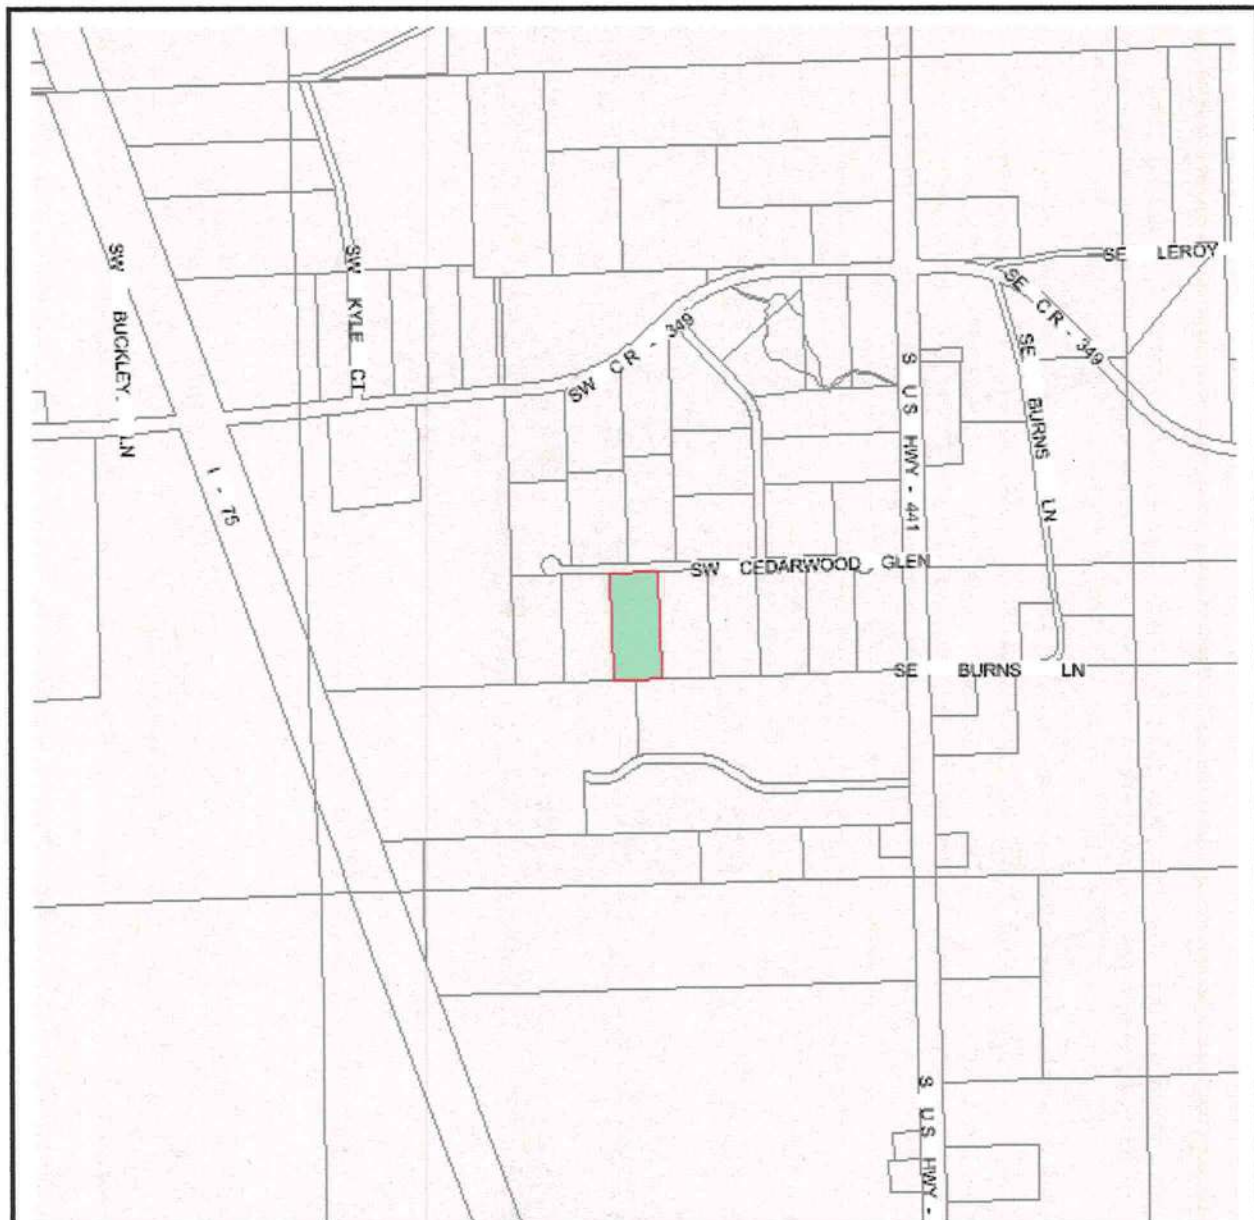 SW BUCKLEY LN
SW KYLE CT
SE LEROY
SE CR - 349
SW CR - 349
SE BURNS LN
S US HWY - 441
I - 75
SW CEDARWOOD GLEN
SE BURNS LN
S US HWY -